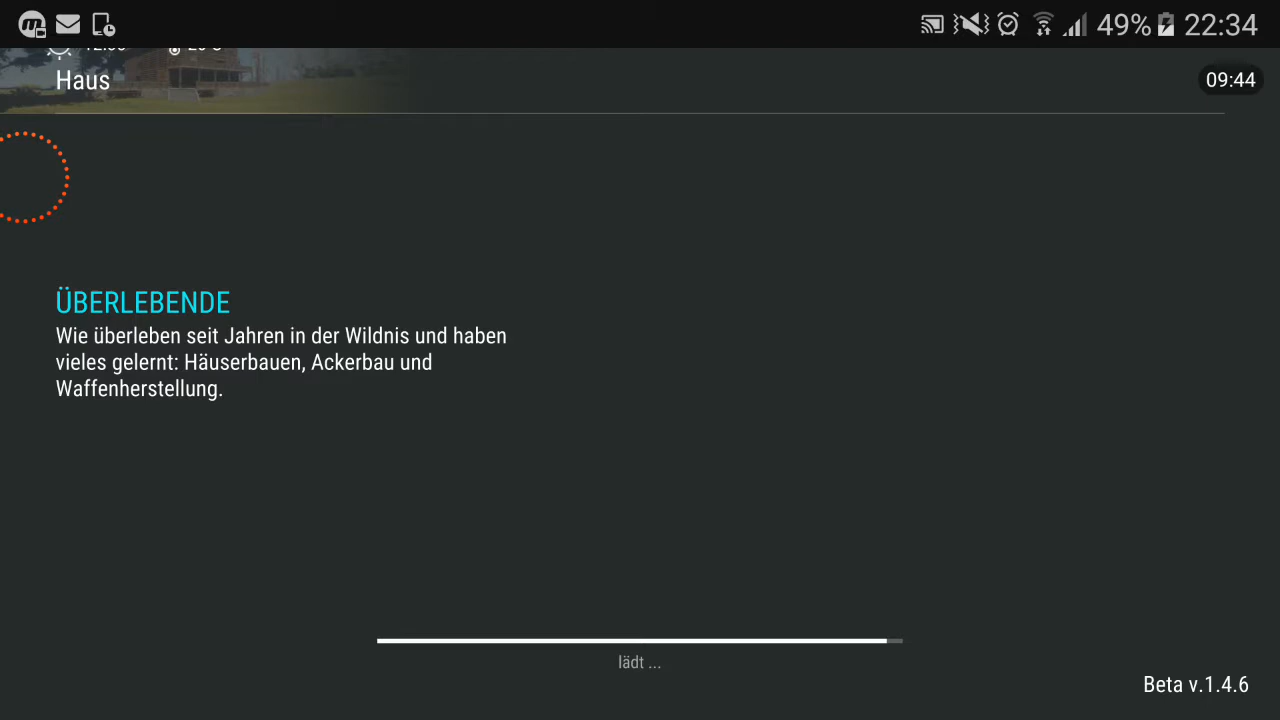 49% 22:34
Haus
09:44
ÜBERLEBENDE
Wie überleben seit Jahren in der Wildnis und haben
vieles gelernt: Häuserbauen, Ackerbau und
Waffenherstellung.
lädt ...
Beta v.1.4.6